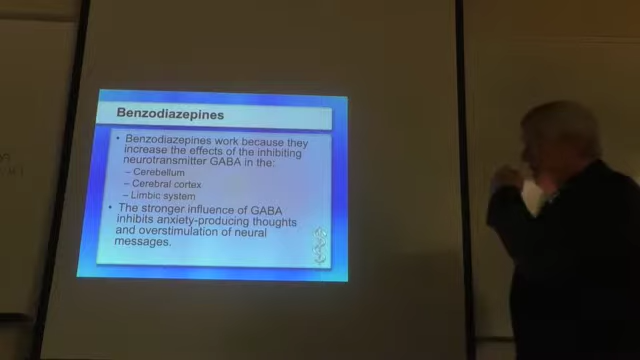 Benzodiazepines
• Benzodiazepines work because they
increase the effects of the inhibiting
neurotransmitter GABA in the:
– Cerebellum
– Cerebral cortex
– Limbic system
• The stronger influence of GABA
inhibits anxiety-producing thoughts
and overstimulation of neural
messages.